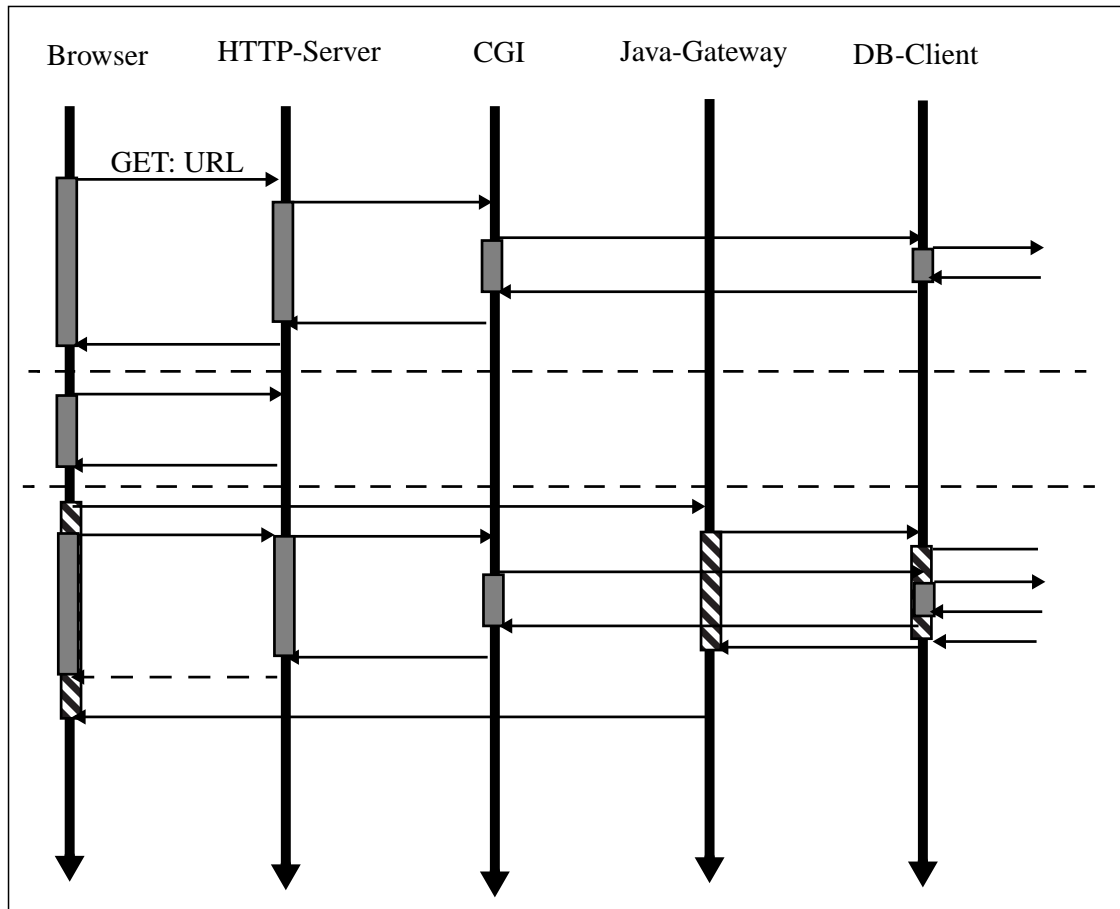 Browser
HTTP-Server
CGI
Java-Gateway
DB-Client
GET: URL